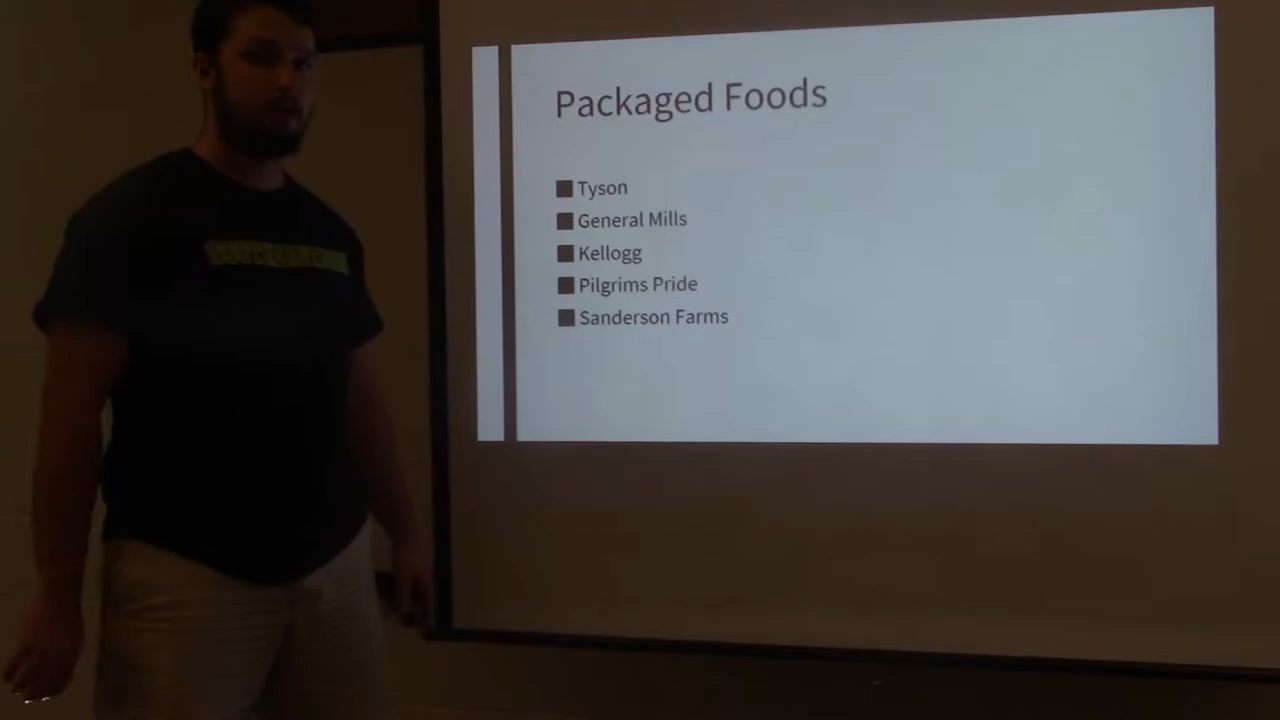 Packaged Foods
Tyson
General Mills
Kellogg
Pilgrims Pride
Sanderson Farms